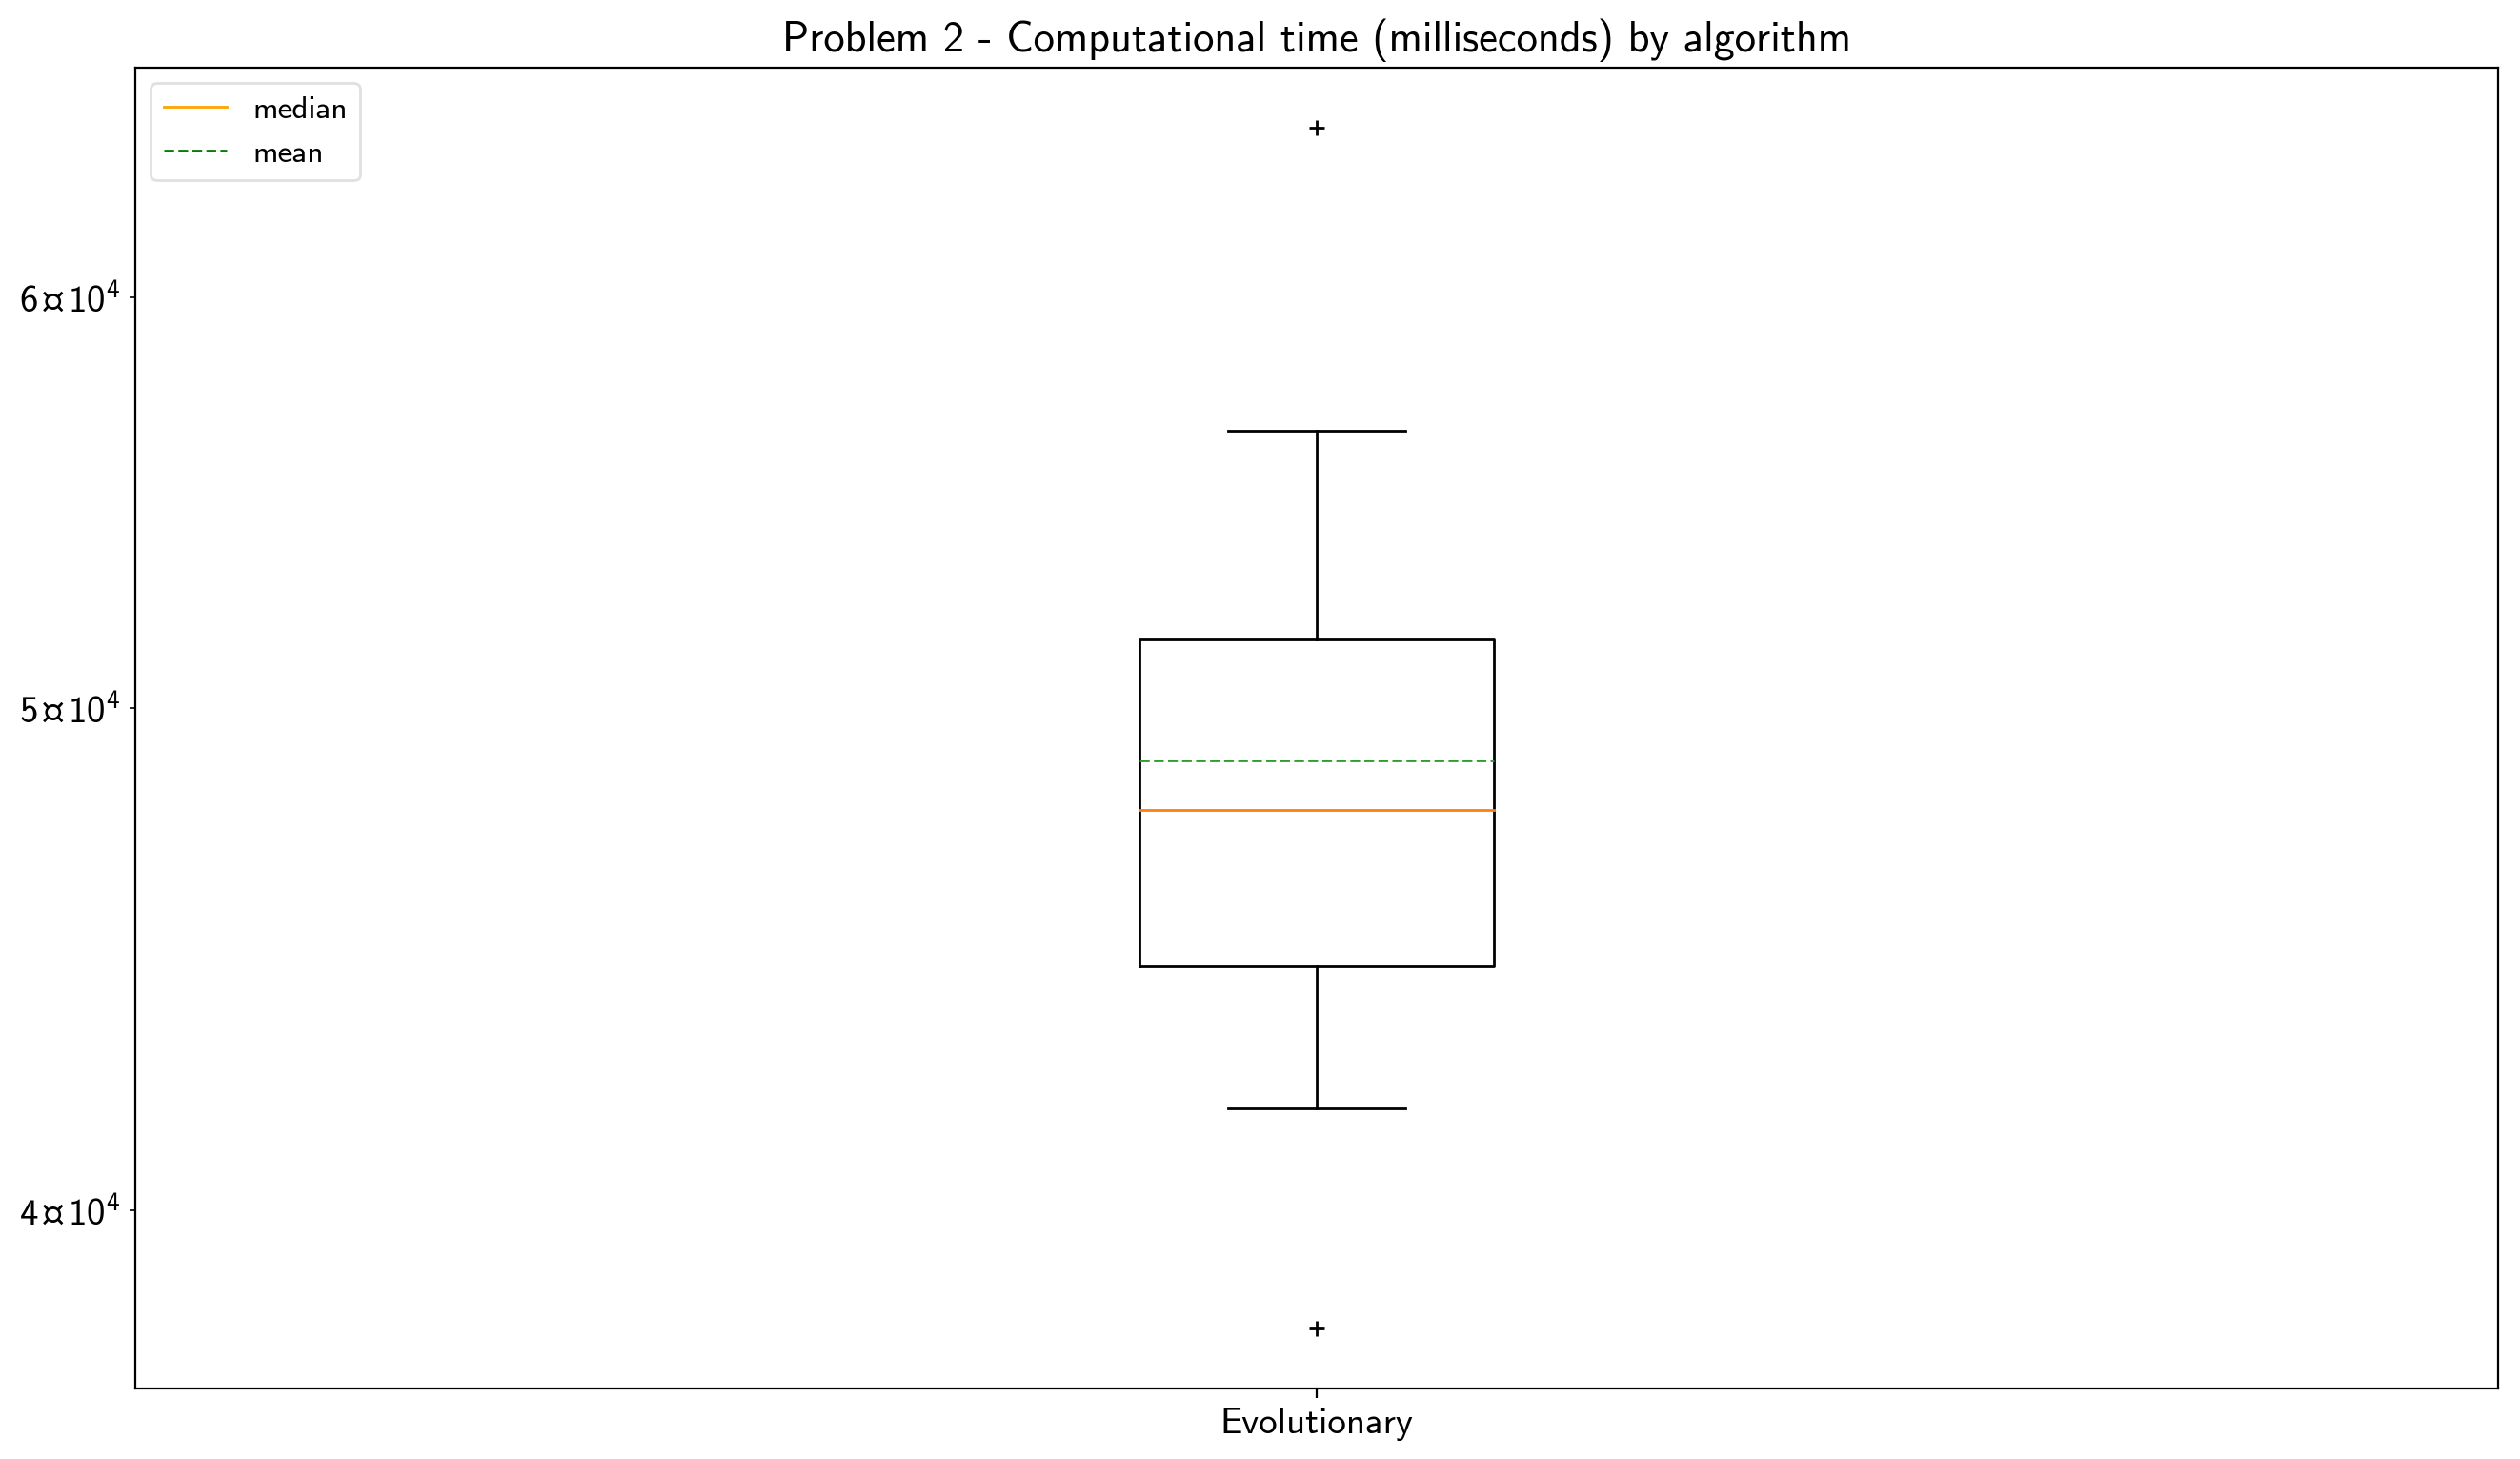 Problem 2 - Computational time (milliseconds) by algorithm
median
mean
6¤10⁴
5¤10⁴
4¤10⁴
Evolutionary